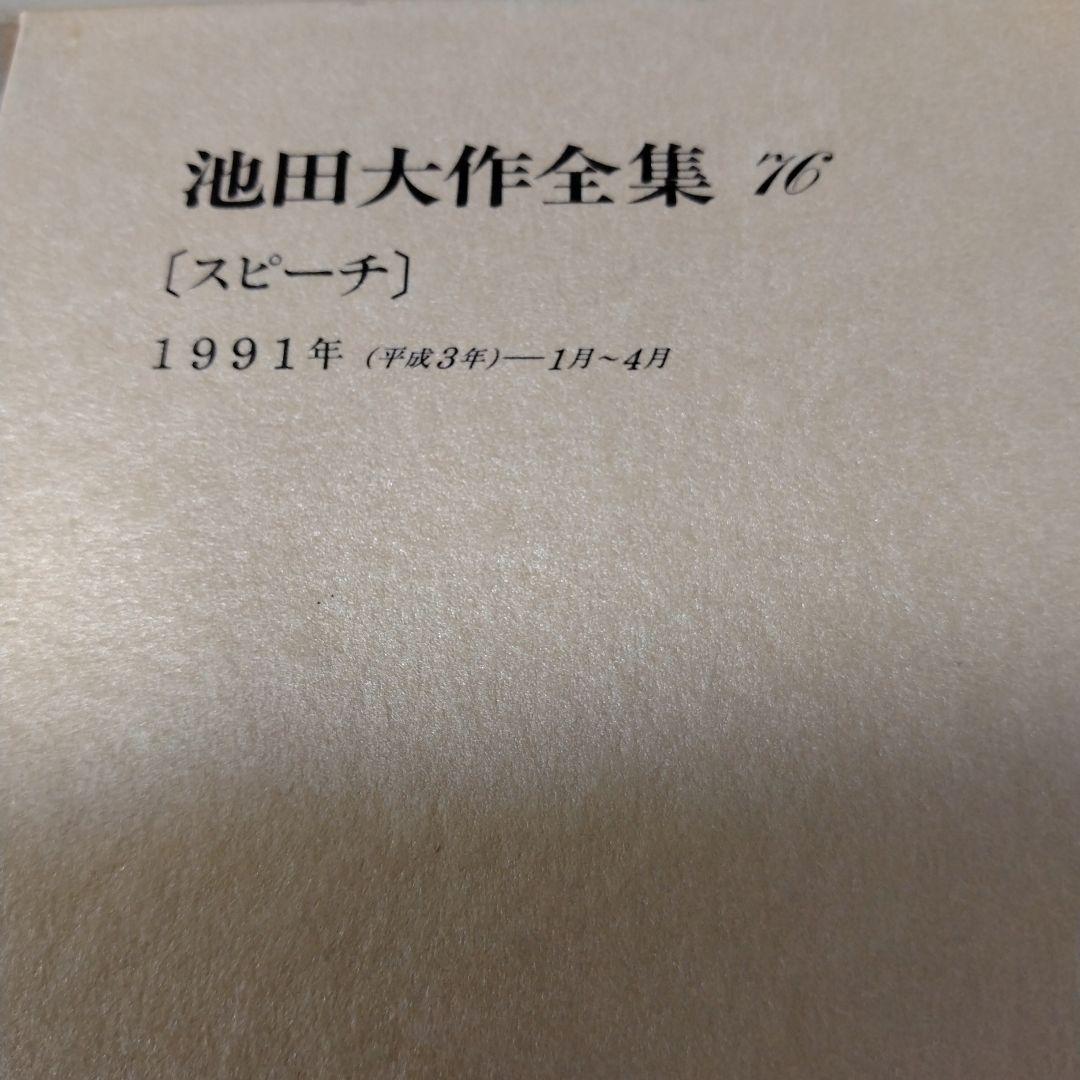 池田大作全集 76
〔スピーチ〕
1991年 (平成3年)―1月～4月